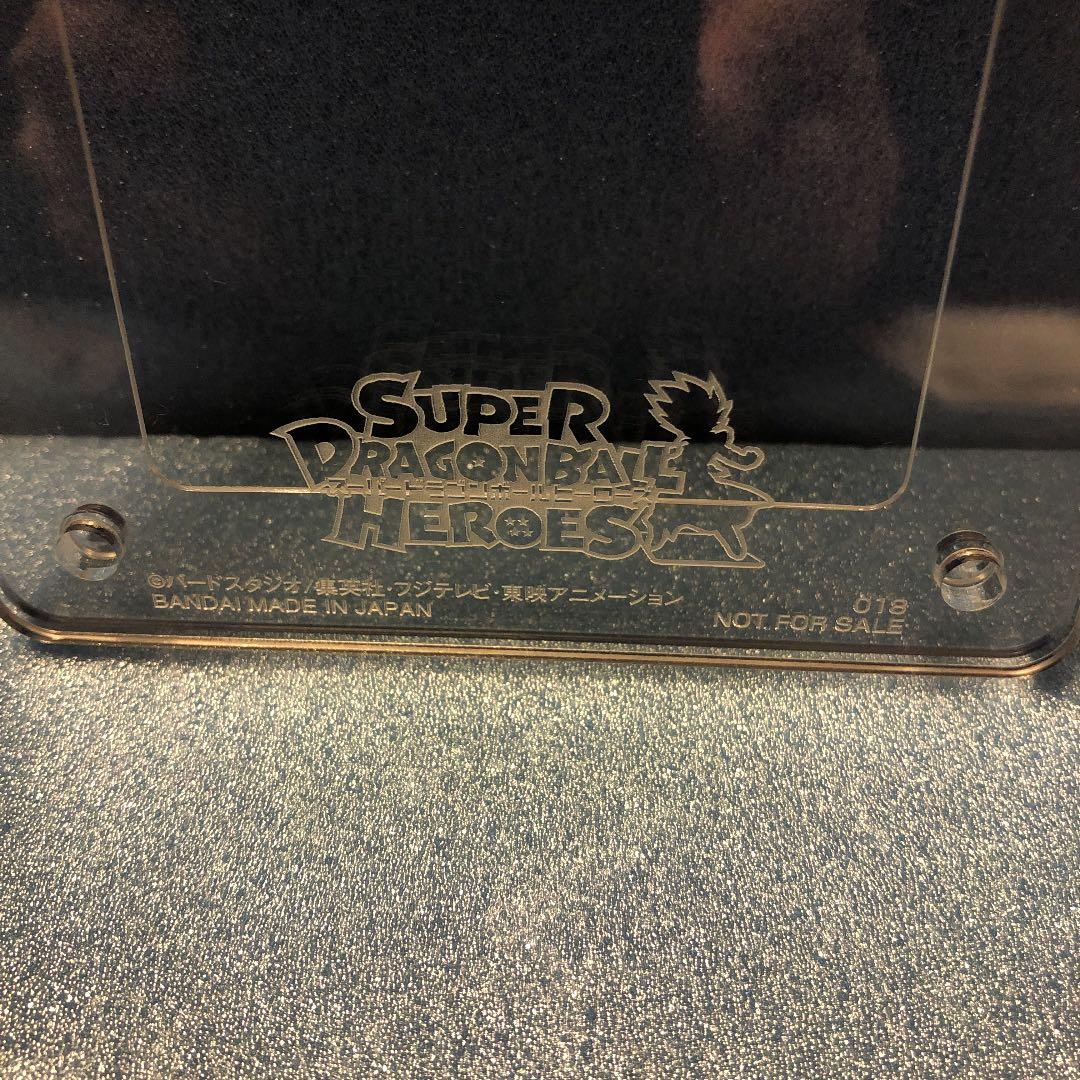 SUPER
DRAGONBALL
スーパードラゴンボールヒーローズ
HEROES
©バードスタジオ/集英社・フジテレビ・東映アニメーション
BANDAI MADE IN JAPAN
018
NOT FOR SALE